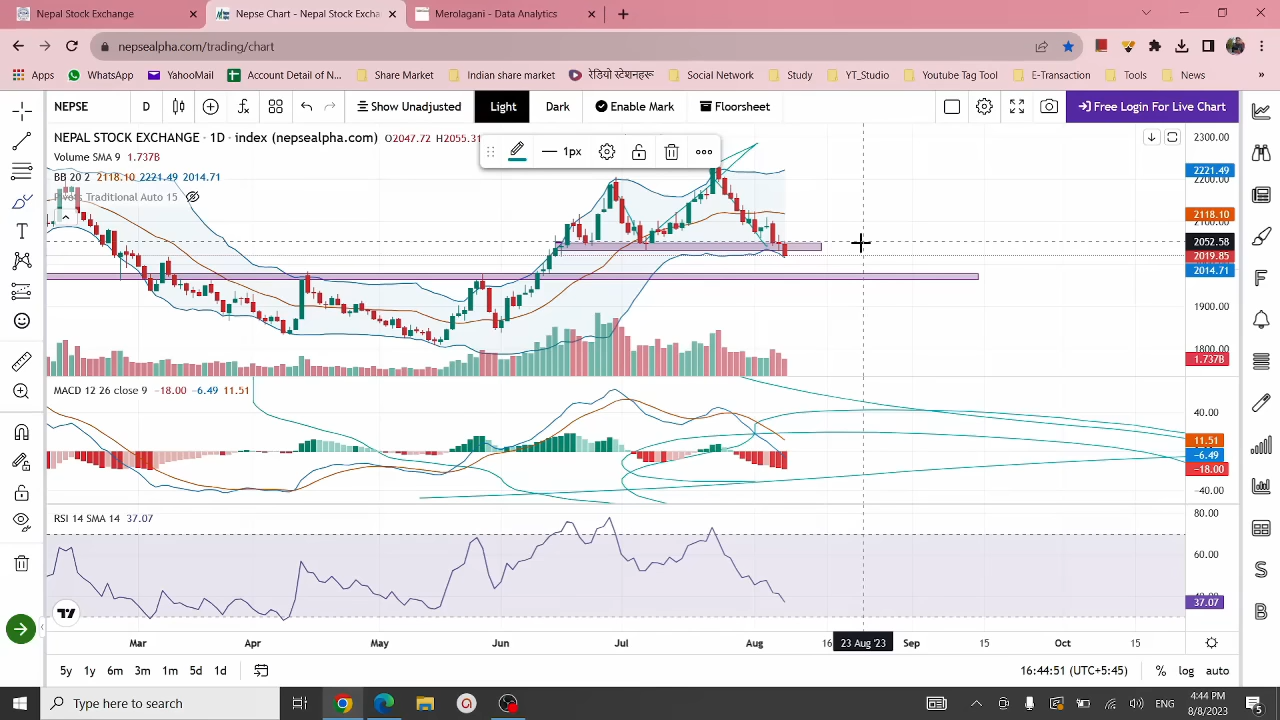 Nepal Stock Exchange
Nepse Chart - Stock Exchan
Merolagani - Data Analytics
nepsealpha.com/trading/chart
Apps
WhatsApp
YahooMail
Account Detail of N...
Share Market
Indian share market
रेडियो स्टेशनहरू
Social Network
Study
YT_Studio
Youtube Tag Tool
E-Transaction
Tools
News
NEPSE
D
Show Unadjusted
Light
Dark
Enable Mark
Floorsheet
Free Login For Live Chart
NEPAL STOCK EXCHANGE · 1D · index (nepsealpha.com) O2047.72 H2055.31
Volume SMA 9 1.737B
BB 20 2 2118.10 2221.49 2014.71
Pivots Traditional Auto 15
1px
2300.00
2221.49
2118.10
2052.58
2019.85
2014.71
1900.00
1.737B
MACD 12 26 close 9 −18.00 −6.49 11.51
40.00
11.51
−6.49
−18.00
−40.00
RSI 14 SMA 14 37.07
80.00
60.00
37.07
Mar
Apr
May
Jun
Jul
Aug
16
23 Aug '23
Sep
15
Oct
15
5y
1y
6m
3m
1m
5d
1d
16:44:51 (UTC+5:45)
%
log
auto
Type here to search
ENG
4:44 PM
8/8/2023
5